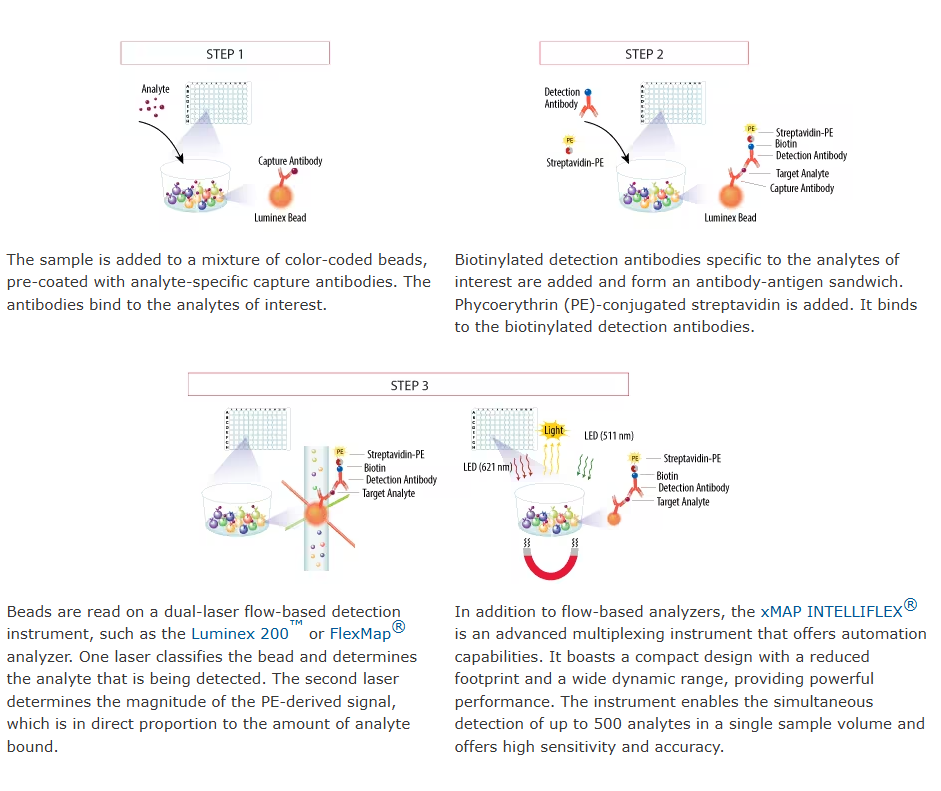 STEP 1
Analyte
Capture Antibody
Luminex Bead
The sample is added to a mixture of color-coded beads,
pre-coated with analyte-specific capture antibodies. The
antibodies bind to the analytes of interest.
STEP 2
Detection
Antibody
PE
Streptavidin-PE
PE
Streptavidin-PE
Biotin
Detection Antibody
Target Analyte
Capture Antibody
Luminex Bead
Biotinylated detection antibodies specific to the analytes of
interest are added and form an antibody-antigen sandwich.
Phycoerythrin (PE)-conjugated streptavidin is added. It binds
to the biotinylated detection antibodies.
STEP 3
PE
Streptavidin-PE
Biotin
Detection Antibody
Target Analyte
Light
LED (511 nm)
LED (621 nm)
PE
Streptavidin-PE
Biotin
Detection Antibody
Target Analyte
Beads are read on a dual-laser flow-based detection
instrument, such as the Luminex 200™ or FlexMap®
analyzer. One laser classifies the bead and determines
the analyte that is being detected. The second laser
determines the magnitude of the PE-derived signal,
which is in direct proportion to the amount of analyte
bound.
In addition to flow-based analyzers, the xMAP INTELLIFLEX®
is an advanced multiplexing instrument that offers automation
capabilities. It boasts a compact design with a reduced
footprint and a wide dynamic range, providing powerful
performance. The instrument enables the simultaneous
detection of up to 500 analytes in a single sample volume and
offers high sensitivity and accuracy.